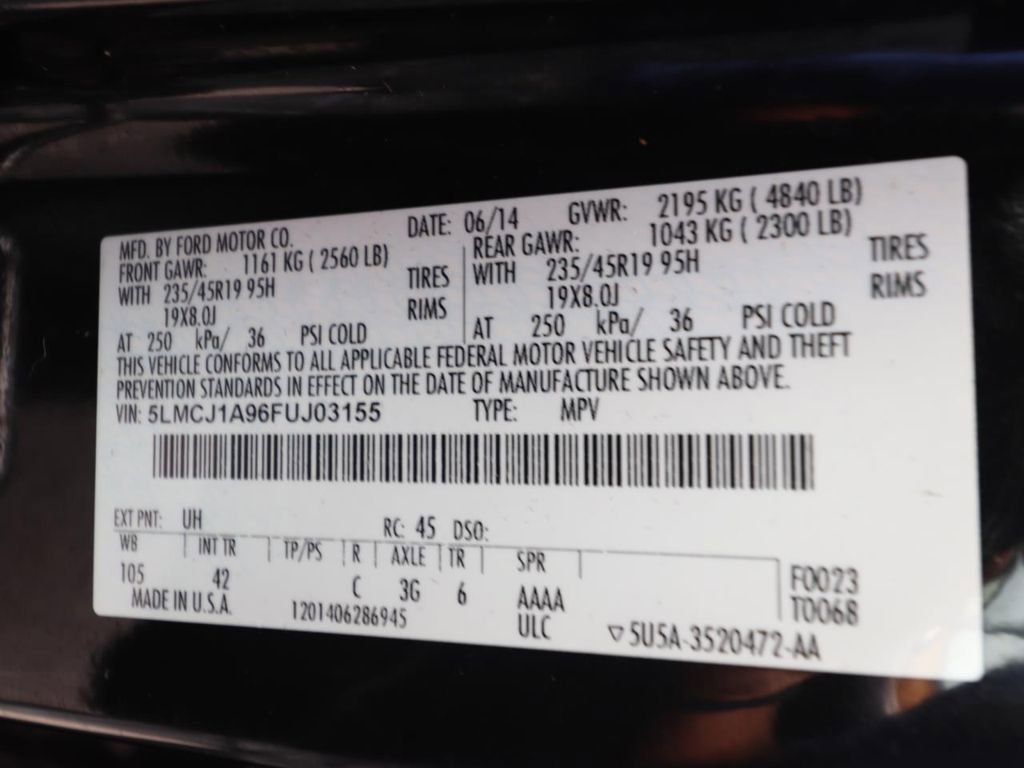 MFD. BY FORD MOTOR CO. DATE: 06/14 GVWR: 2195 KG ( 4840 LB)
FRONT GAWR: 1161 KG ( 2560 LB) REAR GAWR: 1043 KG ( 2300 LB)
WITH 235/45R19 95H TIRES WITH 235/45R19 95H TIRES
19X8.0J RIMS 19X8.0J RIMS
AT 250 kPa/ 36 PSI COLD AT 250 kPa/ 36 PSI COLD
THIS VEHICLE CONFORMS TO ALL APPLICABLE FEDERAL MOTOR VEHICLE SAFETY AND THEFT
PREVENTION STANDARDS IN EFFECT ON THE DATE OF MANUFACTURE SHOWN ABOVE.
VIN: 5LMCJ1A96FUJ03155 TYPE: MPV
EXT PNT: UH RC: 45 DSO:
WB INT TR TP/PS R AXLE TR SPR
105 42 C 3G 6 AAAA F0023
MADE IN U.S.A. 1201406286945 ULC T0068
▽5U5A-3520472-AA